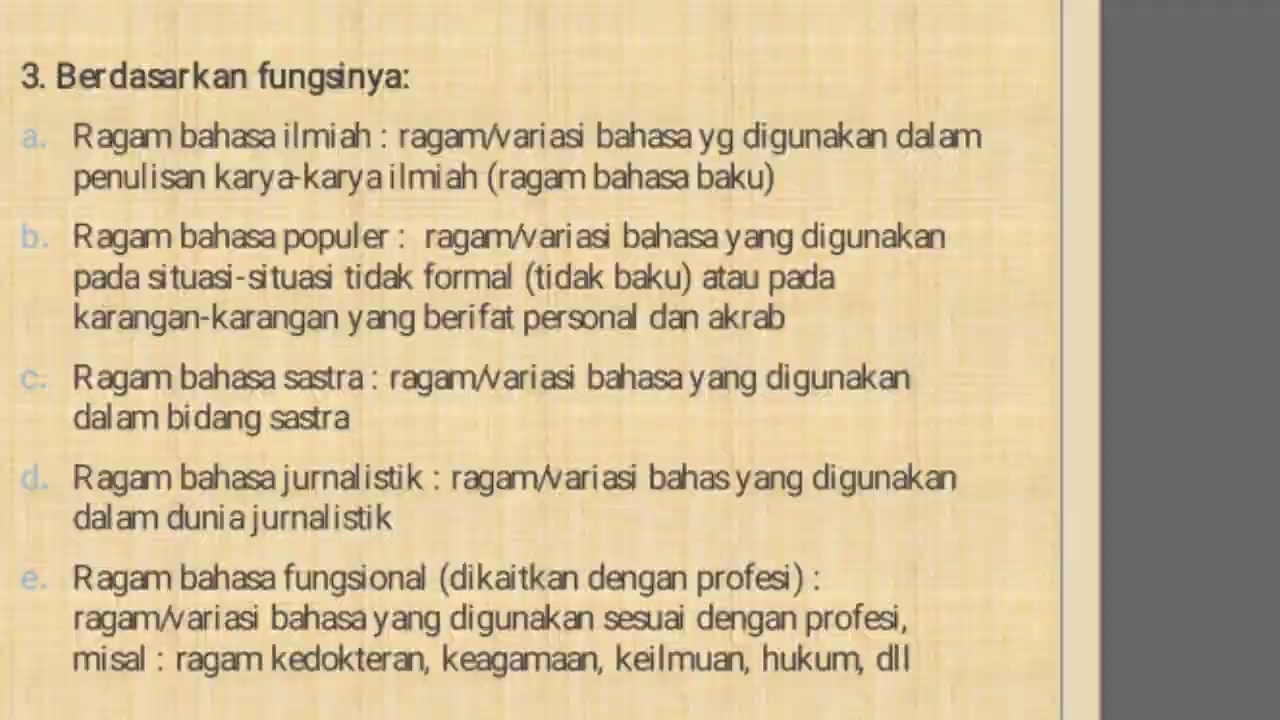 3. Berdasarkan fungsinya:
a. Ragam bahasa ilmiah : ragam/variasi bahasa yg digunakan dalam
penulisan karya-karya ilmiah (ragam bahasa baku)
b. Ragam bahasa populer : ragam/variasi bahasa yang digunakan
pada situasi-situasi tidak formal (tidak baku) atau pada
karangan-karangan yang berifat personal dan akrab
c. Ragam bahasa sastra : ragam/variasi bahasa yang digunakan
dalam bidang sastra
d. Ragam bahasa jurnalistik : ragam/variasi bahas yang digunakan
dalam dunia jurnalistik
e. Ragam bahasa fungsional (dikaitkan dengan profesi) :
ragam/variasi bahasa yang digunakan sesuai dengan profesi,
misal : ragam kedokteran, keagamaan, keilmuan, hukum, dll